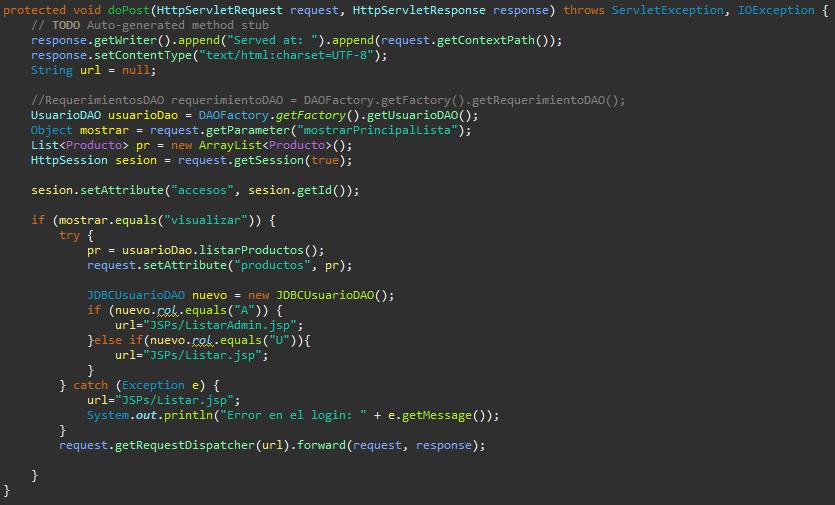 protected void doPost(HttpServletRequest request, HttpServletResponse response) throws ServletException, IOException {
// TODO Auto-generated method stub
response.getWriter().append("Served at: ").append(request.getContextPath());
response.setContentType("text/html:charset=UTF-8");
String url = null;
//RequerimientosDAO requerimientoDAO = DAOFactory.getFactory().getRequerimientoDAO();
UsuarioDAO usuarioDao = DAOFactory.getFactory().getUsuarioDAO();
Object mostrar = request.getParameter("mostrarPrincipalLista");
List<Producto> pr = new ArrayList<Producto>();
HttpSession sesion = request.getSession(true);
sesion.setAttribute("accesos", sesion.getId());
if (mostrar.equals("visualizar")) {
try {
pr = usuarioDao.listarProductos();
request.setAttribute("productos", pr);
JDBCUsuarioDAO nuevo = new JDBCUsuarioDAO();
if (nuevo.rol.equals("A")) {
url="JSPs/ListarAdmin.jsp";
}else if(nuevo.rol.equals("U")){
url="JSPs/Listar.jsp";
}
} catch (Exception e) {
url="JSPs/Listar.jsp";
System.out.println("Error en el login: " + e.getMessage());
}
request.getRequestDispatcher(url).forward(request, response);
}
}